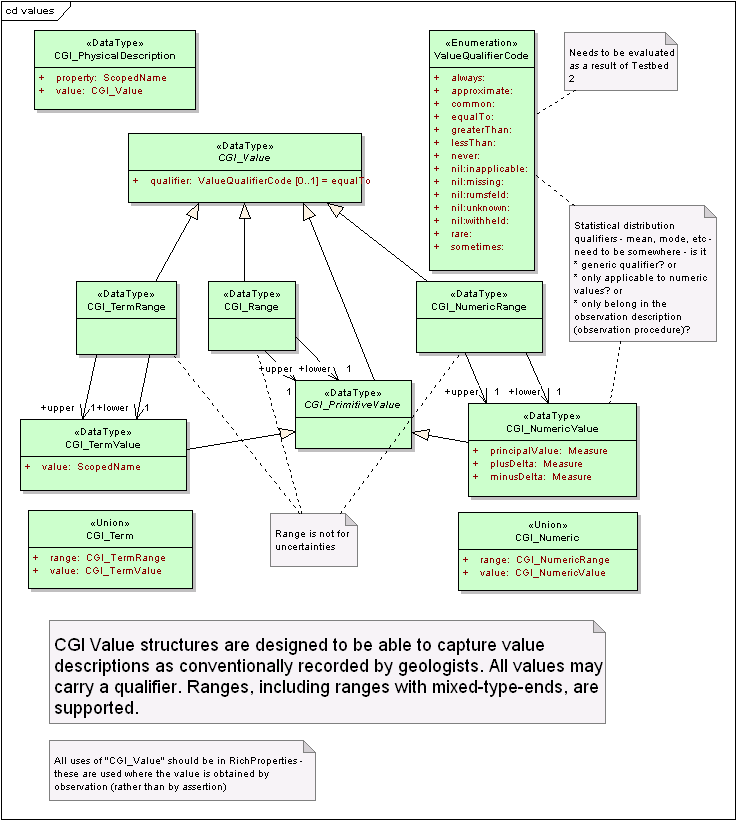 cd values
«DataType»
CGI_PhysicalDescription
+ property: ScopedName
+ value: CGI_Value
«Enumeration»
ValueQualifierCode
+ always:
+ approximate:
+ common:
+ equalTo:
+ greaterThan:
+ lessThan:
+ never:
+ nil:inapplicable:
+ nil:missing:
+ nil:rumsfeld:
+ nil:unknown:
+ nil:withheld:
+ rare:
+ sometimes:
Needs to be evaluated
as a result of Testbed
2
«DataType»
CGI_Value
+ qualifier: ValueQualifierCode [0..1] = equalTo
Statistical distribution
qualifiers - mean, mode, etc -
need to be somewhere - is it
* generic qualifier? or
* only applicable to numeric
values? or
* only belong in the
observation description
(observation procedure)?
«DataType»
CGI_TermRange
«DataType»
CGI_Range
«DataType»
CGI_NumericRange
+upper 1
+lower 1
+upper 1
+lower 1
+upper 1
+lower 1
«DataType»
CGI_PrimitiveValue
«DataType»
CGI_TermValue
+ value: ScopedName
«DataType»
CGI_NumericValue
+ principalValue: Measure
+ plusDelta: Measure
+ minusDelta: Measure
«Union»
CGI_Term
+ range: CGI_TermRange
+ value: CGI_TermValue
Range is not for
uncertainties
«Union»
CGI_Numeric
+ range: CGI_NumericRange
+ value: CGI_NumericValue
CGI Value structures are designed to be able to capture value
descriptions as conventionally recorded by geologists. All values may
carry a qualifier. Ranges, including ranges with mixed-type-ends, are
supported.
All uses of "CGI_Value" should be in RichProperties -
these are used where the value is obtained by
observation (rather than by assertion)